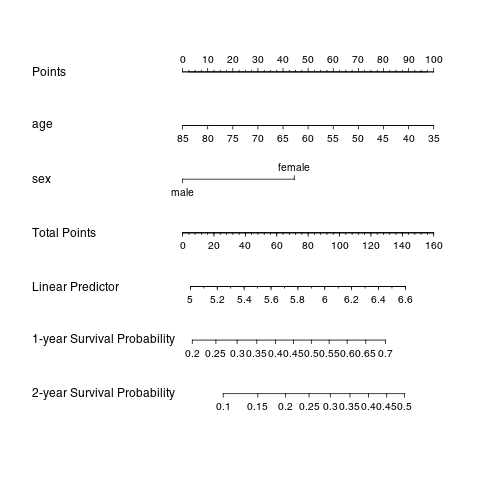 0 10 20 30 40 50 60 70 80 90 100
Points
age
85 80 75 70 65 60 55 50 45 40 35
female
sex
male
Total Points
0 20 40 60 80 100 120 140 160
Linear Predictor
5 5.2 5.4 5.6 5.8 6 6.2 6.4 6.6
1-year Survival Probability
0.2 0.25 0.3 0.35 0.4 0.45 0.5 0.55 0.6 0.65 0.7
2-year Survival Probability
0.1 0.15 0.2 0.25 0.3 0.35 0.4 0.45 0.5